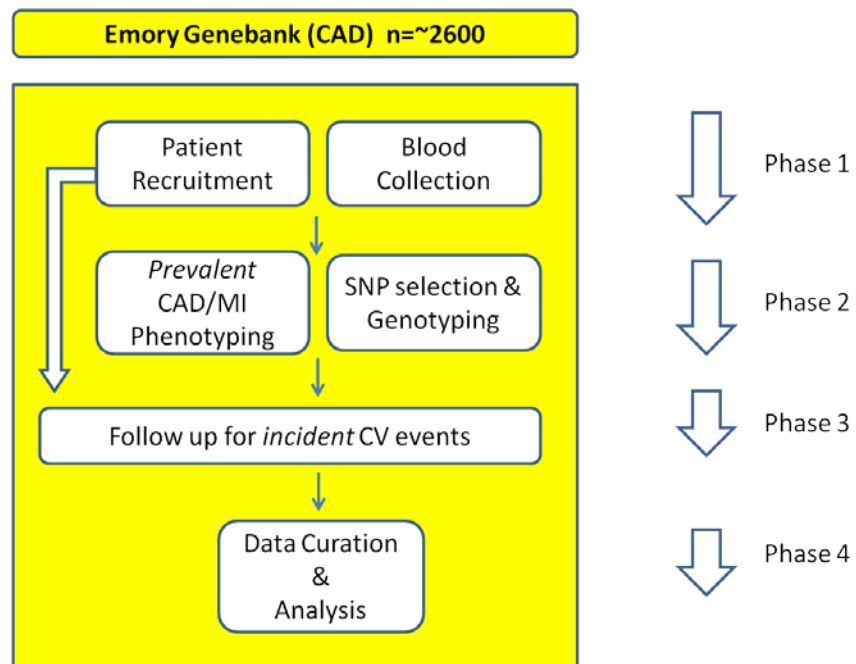 Emory Genebank (CAD) n=~2600
Patient
Recruitment
Blood
Collection
Phase 1
Prevalent
CAD/MI
Phenotyping
SNP selection &
Genotyping
Phase 2
Follow up for incident CV events
Phase 3
Data Curation
&
Analysis
Phase 4